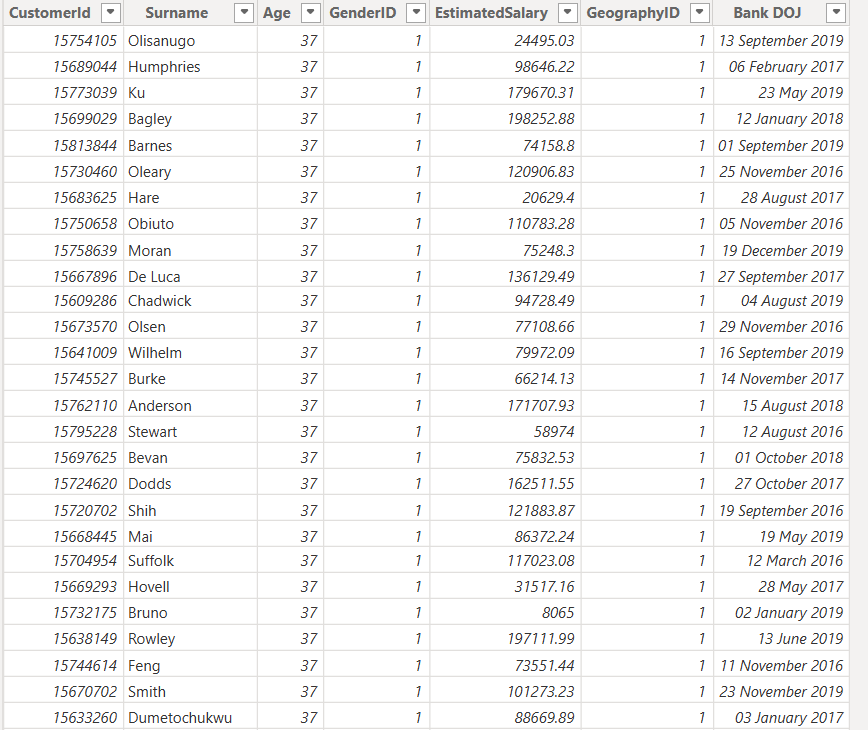 CustomerId Surname Age GenderID EstimatedSalary GeographyID Bank DOJ
15754105 Olisanugo 37 1 24495.03 1 13 September 2019
15689044 Humphries 37 1 98646.22 1 06 February 2017
15773039 Ku 37 1 179670.31 1 23 May 2019
15699029 Bagley 37 1 198252.88 1 12 January 2018
15813844 Barnes 37 1 74158.8 1 01 September 2019
15730460 Oleary 37 1 120906.83 1 25 November 2016
15683625 Hare 37 1 20629.4 1 28 August 2017
15750658 Obiuto 37 1 110783.28 1 05 November 2016
15758639 Moran 37 1 75248.3 1 19 December 2019
15667896 De Luca 37 1 136129.49 1 27 September 2017
15609286 Chadwick 37 1 94728.49 1 04 August 2019
15673570 Olsen 37 1 77108.66 1 29 November 2016
15641009 Wilhelm 37 1 79972.09 1 16 September 2019
15745527 Burke 37 1 66214.13 1 14 November 2017
15762110 Anderson 37 1 171707.93 1 15 August 2018
15795228 Stewart 37 1 58974 1 12 August 2016
15697625 Bevan 37 1 75832.53 1 01 October 2018
15724620 Dodds 37 1 162511.55 1 27 October 2017
15720702 Shih 37 1 121883.87 1 19 September 2016
15668445 Mai 37 1 86372.24 1 19 May 2019
15704954 Suffolk 37 1 117023.08 1 12 March 2016
15669293 Hovell 37 1 31517.16 1 28 May 2017
15732175 Bruno 37 1 8065 1 02 January 2019
15638149 Rowley 37 1 197111.99 1 13 June 2019
15744614 Feng 37 1 73551.44 1 11 November 2016
15670702 Smith 37 1 101273.23 1 23 November 2019
15633260 Dumetochukwu 37 1 88669.89 1 03 January 2017